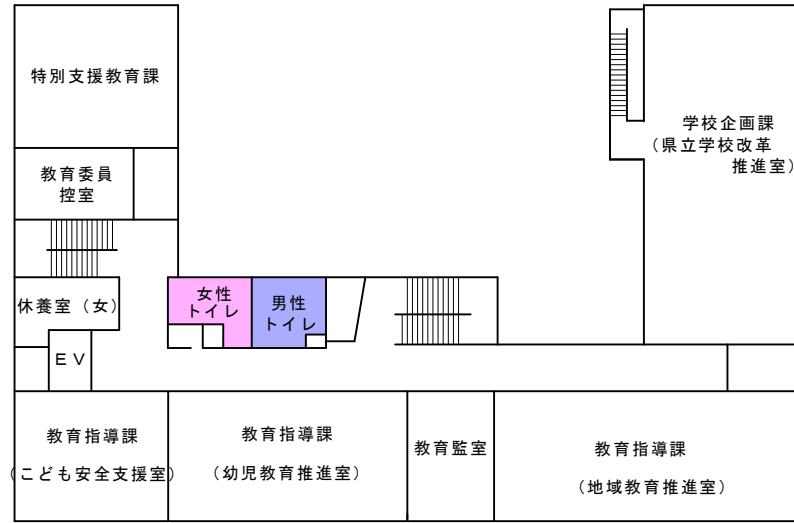 特別支援教育課
学校企画課
（県立学校改革
推進室）
教育委員
控室
休養室（女）
女性
トイレ
男性
トイレ
ＥＶ
教育指導課
（こども安全支援室）
教育指導課
（幼児教育推進室）
教育監室
教育指導課
（地域教育推進室）